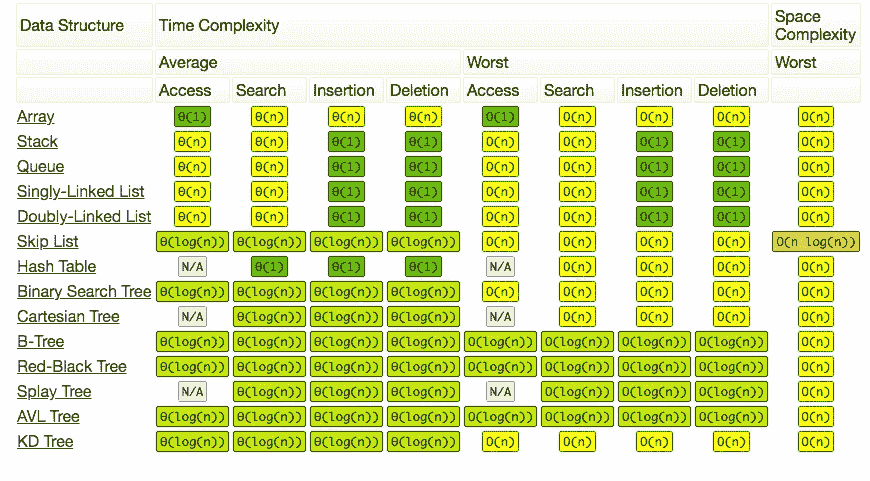 Data Structure Time Complexity Space Complexity
Average Worst Worst
Access Search Insertion Deletion Access Search Insertion Deletion
Array θ(1) θ(n) θ(n) θ(n) O(1) O(n) O(n) O(n) O(n)
Stack θ(n) θ(n) θ(1) θ(1) O(n) O(n) O(1) O(1) O(n)
Queue θ(n) θ(n) θ(1) θ(1) O(n) O(n) O(1) O(1) O(n)
Singly-Linked List θ(n) θ(n) θ(1) θ(1) O(n) O(n) O(1) O(1) O(n)
Doubly-Linked List θ(n) θ(n) θ(1) θ(1) O(n) O(n) O(1) O(1) O(n)
Skip List θ(log(n)) θ(log(n)) θ(log(n)) θ(log(n)) O(n) O(n) O(n) O(n) O(n log(n))
Hash Table N/A θ(1) θ(1) θ(1) N/A O(n) O(n) O(n) O(n)
Binary Search Tree θ(log(n)) θ(log(n)) θ(log(n)) θ(log(n)) O(n) O(n) O(n) O(n) O(n)
Cartesian Tree N/A θ(log(n)) θ(log(n)) θ(log(n)) N/A O(n) O(n) O(n) O(n)
B-Tree θ(log(n)) θ(log(n)) θ(log(n)) θ(log(n)) O(log(n)) O(log(n)) O(log(n)) O(log(n)) O(n)
Red-Black Tree θ(log(n)) θ(log(n)) θ(log(n)) θ(log(n)) O(log(n)) O(log(n)) O(log(n)) O(log(n)) O(n)
Splay Tree N/A θ(log(n)) θ(log(n)) θ(log(n)) N/A O(log(n)) O(log(n)) O(log(n)) O(n)
AVL Tree θ(log(n)) θ(log(n)) θ(log(n)) θ(log(n)) O(log(n)) O(log(n)) O(log(n)) O(log(n)) O(n)
KD Tree θ(log(n)) θ(log(n)) θ(log(n)) θ(log(n)) O(n) O(n) O(n) O(n) O(n)